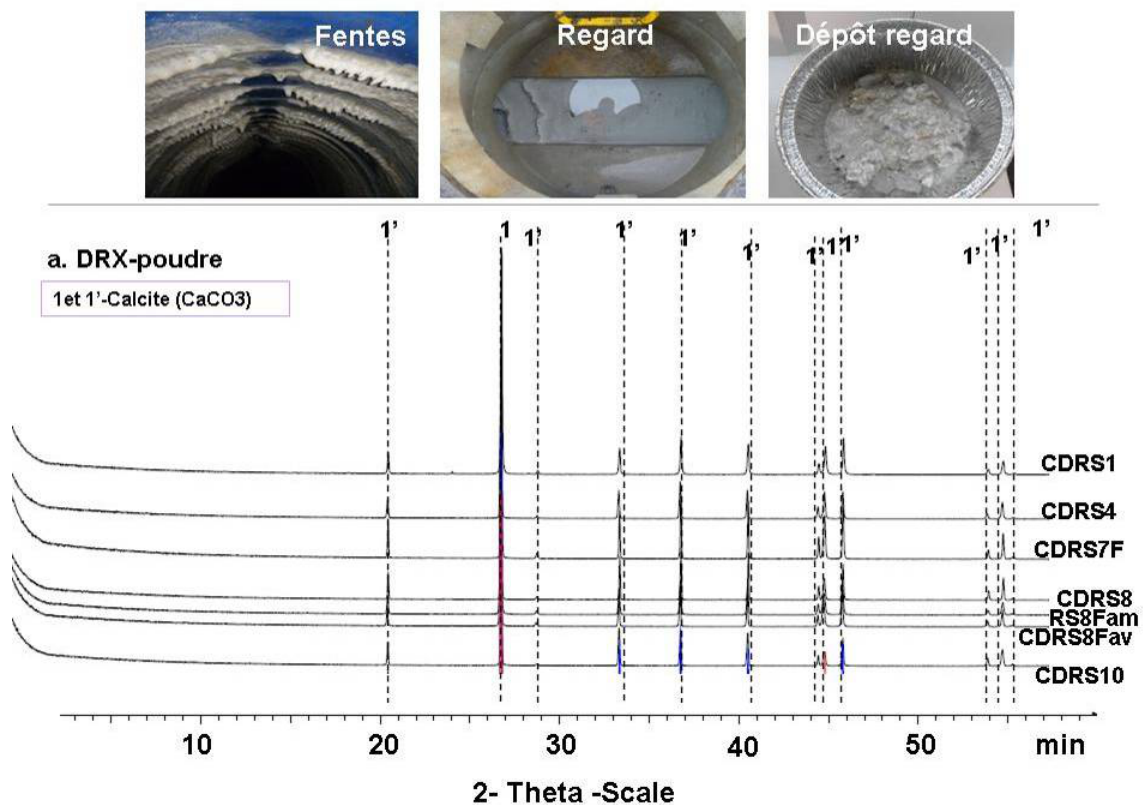 Fentes
Regard
Dépôt regard
1' 1 1' 1' 1' 1' 1' 1' 1' 1' 1' 1'
a. DRX-poudre
1et 1'-Calcite (CaCO3)
CDRS1
CDRS4
CDRS7F
CDRS8
RS8Fam
CDRS8Fav
CDRS10
10 20 30 40 50 min
2- Theta -Scale